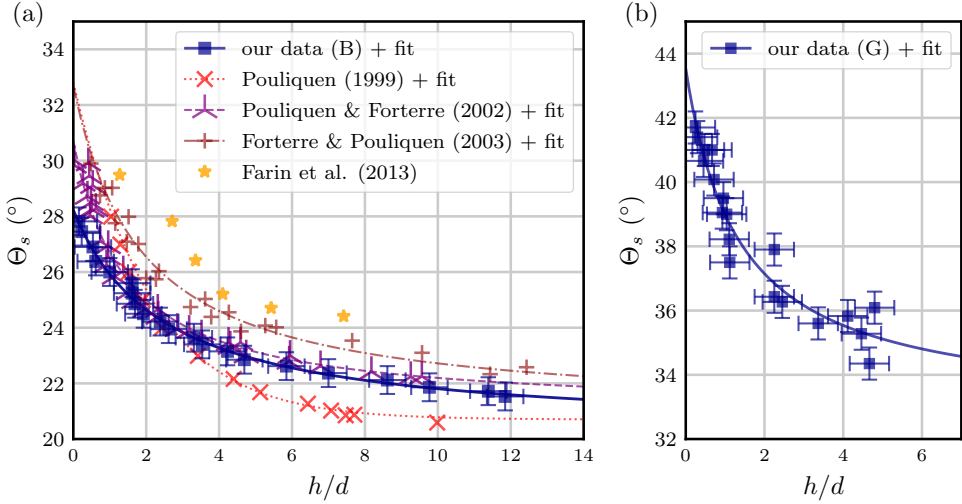 (a)
34
32
30
28
26
24
22
20
Θs (°)
0
2
4
6
8
10
12
14
h/d
our data (B) + fit
Pouliquen (1999) + fit
Pouliquen & Forterre (2002) + fit
Forterre & Pouliquen (2003) + fit
Farin et al. (2013)
(b)
44
42
40
38
36
34
32
Θs (°)
0
2
4
6
h/d
our data (G) + fit